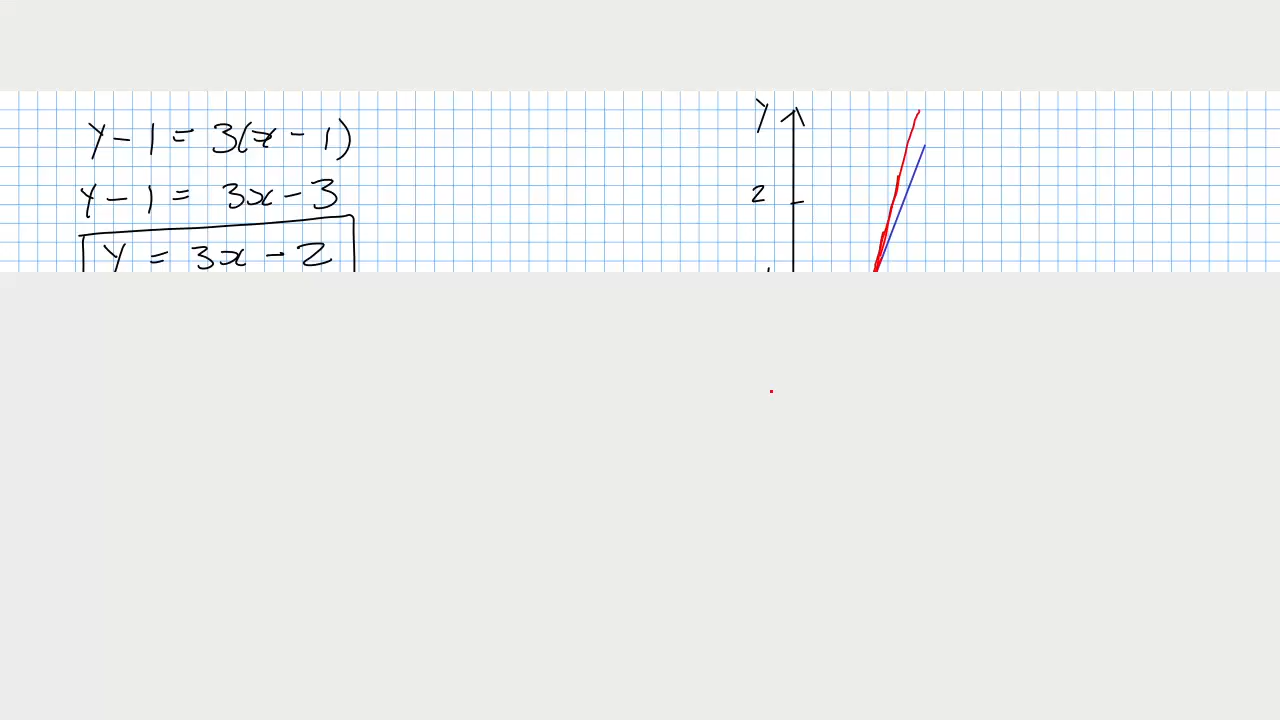 y - 1 = 3(x - 1)
y - 1 = 3x - 3
y = 3x - 2
y
2